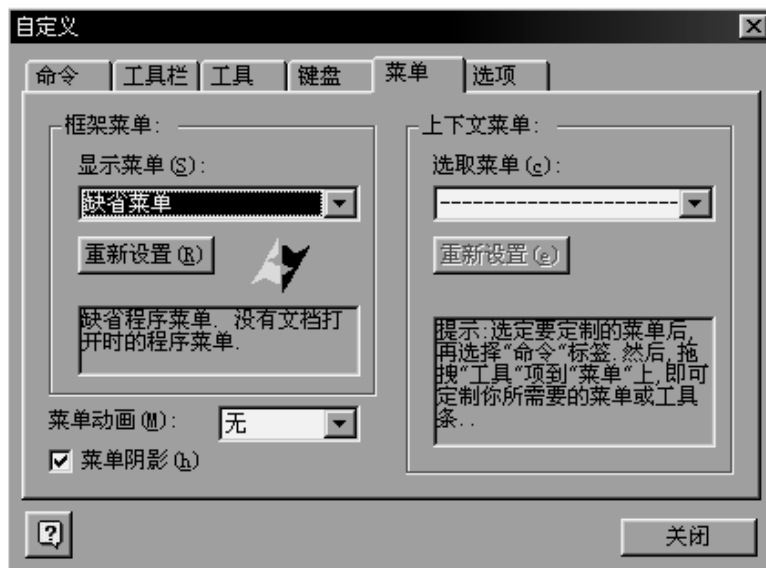 自定义
命令 工具栏 工具 键盘 菜单 选项
框架菜单:
显示菜单(S):
缺省菜单
重新设置(R)
缺省程序菜单. 没有文档打
开时的程序菜单.
菜单动画(M): 无
菜单阴影(h)
上下文菜单:
选取菜单(c):
----------------------
重新设置(e)
提示:选定要定制的菜单后,
再选择“命令”标签.然后,拖
拽“工具”项到“菜单”上,即可
定制你所需要的菜单或工具
条..
关闭